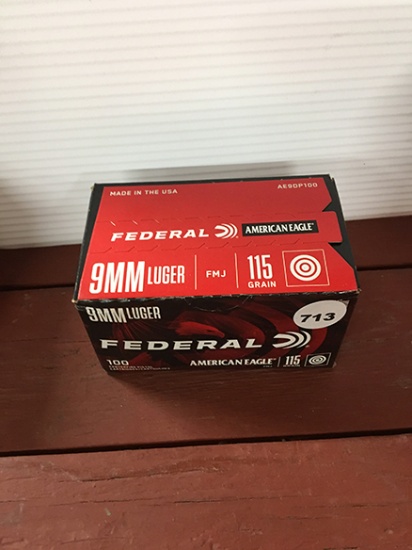 MADE IN THE USA
AE9DP100
FEDERAL AMERICAN EAGLE
9MM LUGER FMJ 115 GRAIN
9MM LUGER
713
FEDERAL
100 AMERICAN EAGLE 115